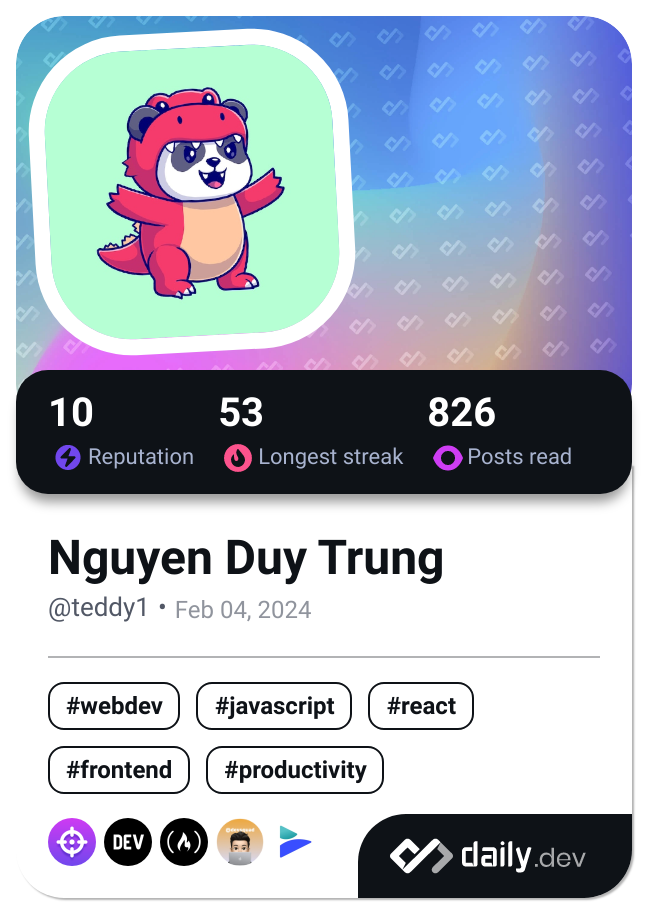 10 53 826
Reputation Longest streak Posts read
Nguyen Duy Trung
@teddy1 • Feb 04, 2024
#webdev #javascript #react
#frontend #productivity
DEV
daily.dev